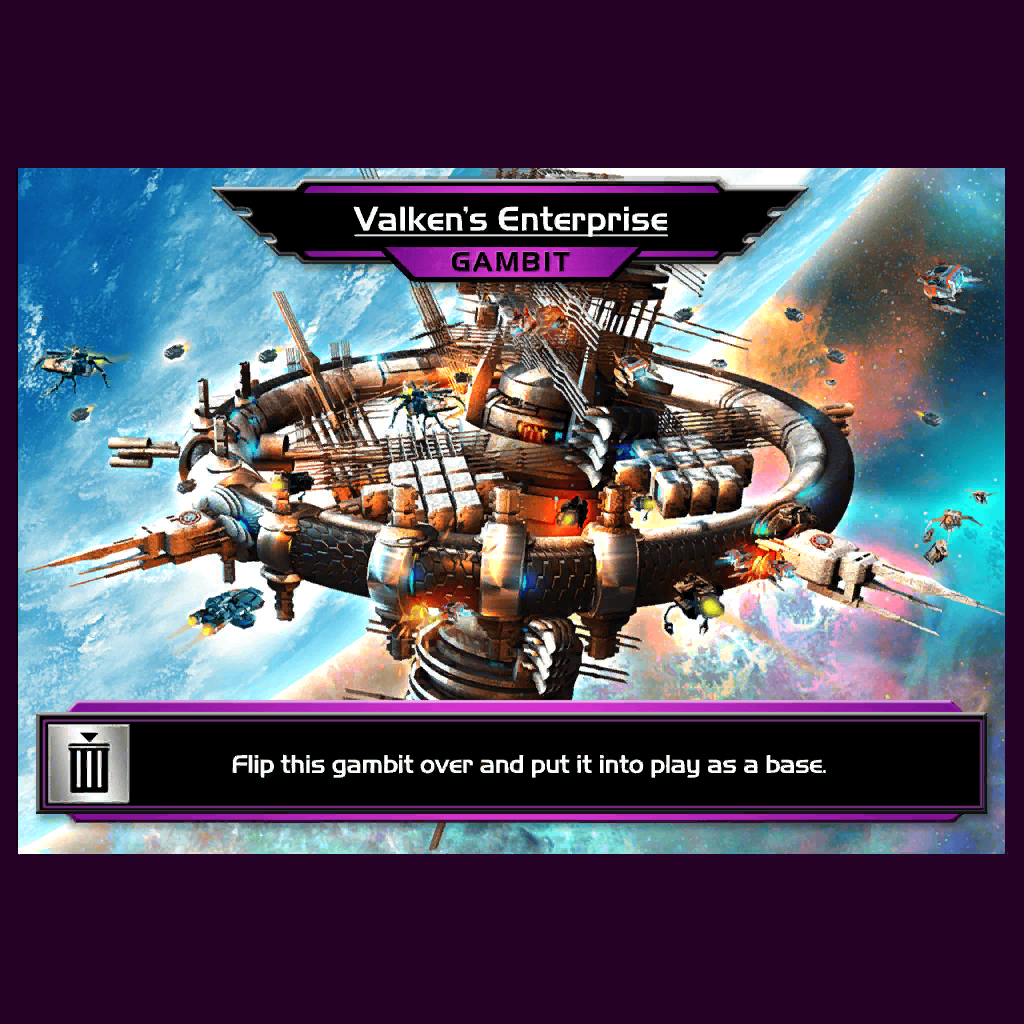 Valken's Enterprise
GAMBIT
Flip this gambit over and put it into play as a base.